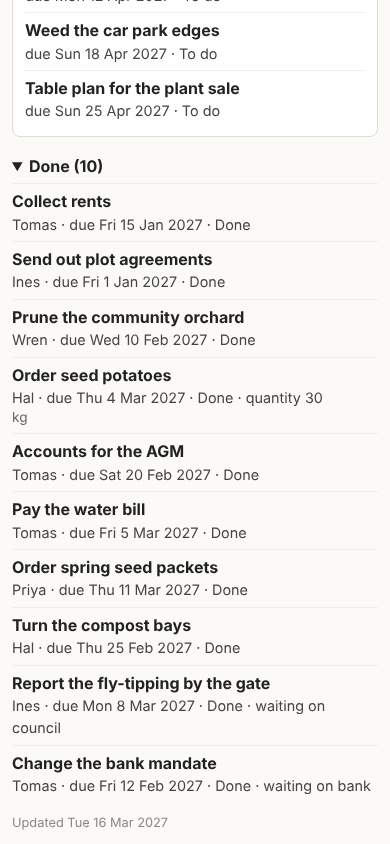 Weed the car park edges
due Sun 18 Apr 2027 · To do
Table plan for the plant sale
due Sun 25 Apr 2027 · To do
▼ Done (10)
Collect rents
Tomas · due Fri 15 Jan 2027 · Done
Send out plot agreements
Ines · due Fri 1 Jan 2027 · Done
Prune the community orchard
Wren · due Wed 10 Feb 2027 · Done
Order seed potatoes
Hal · due Thu 4 Mar 2027 · Done · quantity 30
kg
Accounts for the AGM
Tomas · due Sat 20 Feb 2027 · Done
Pay the water bill
Tomas · due Fri 5 Mar 2027 · Done
Order spring seed packets
Priya · due Thu 11 Mar 2027 · Done
Turn the compost bays
Hal · due Thu 25 Feb 2027 · Done
Report the fly-tipping by the gate
Ines · due Mon 8 Mar 2027 · Done · waiting on
council
Change the bank mandate
Tomas · due Fri 12 Feb 2027 · Done · waiting on bank
Updated Tue 16 Mar 2027